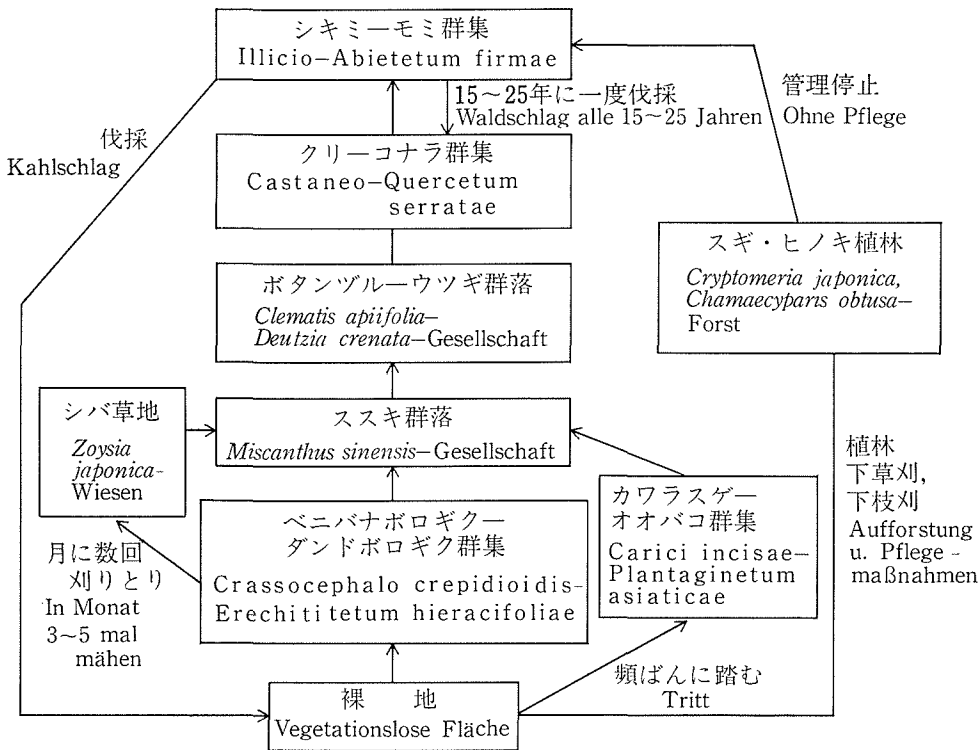 シキミーモミ群集
Illicio-Abietetum firmae
15~25年に一度伐採
Waldschlag alle 15~25 Jahren
管理停止
Ohne Pflege
伐採
Kahlschlag
クリーコナラ群集
Castaneo-Quercetum
serratae
スギ・ヒノキ植林
Cryptomeria japonica,
Chamaecyparis obtusa-
Forst
ボタンヅルーウツギ群落
Clematis apiifolia-
Deutzia crenata-Gesellschaft
シバ草地
Zoysia
japonica-
Wiesen
ススキ群落
Miscanthus sinensis-Gesellschaft
植林
下草刈,
下枝刈
Aufforstung
u. Pflege-
maßnahmen
カワラスゲー
オオバコ群集
Carici incisae-
Plantaginetum
asiaticae
ベニバナボロギクー
ダンドボロギク群集
Crassocephalo crepidioidis-
Erechititetum hieracifoliae
月に数回
刈りとり
In Monat
3~5 mal
mähen
頻ばんに踏む
Tritt
裸 地
Vegetationslose Fläche